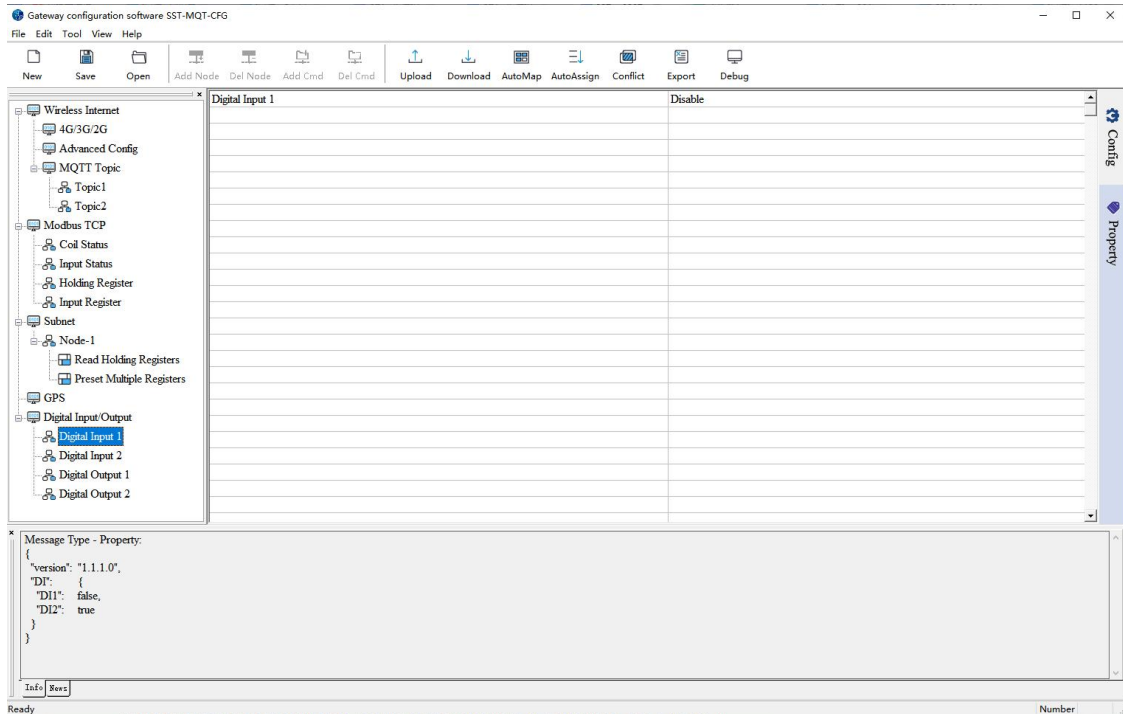 Gateway configuration software SST-MQT-CFG
File Edit Tool View Help
New Save Open Add Node Del Node Add Cmd Del Cmd Upload Download AutoMap AutoAssign Conflict Export Debug
Wireless Internet
4G/3G/2G
Advanced Config
MQTT Topic
Topic1
Topic2
Modbus TCP
Coil Status
Input Status
Holding Register
Input Register
Subnet
Node-1
Read Holding Registers
Preset Multiple Registers
GPS
Digital Input/Output
Digital Input 1
Digital Input 2
Digital Output 1
Digital Output 2
Digital Input 1 Disable
Config
Property
Message Type - Property:
{
"version": "1.1.1.0",
"DI": {
"DI1": false,
"DI2": true
}
}
Info News
Ready Number